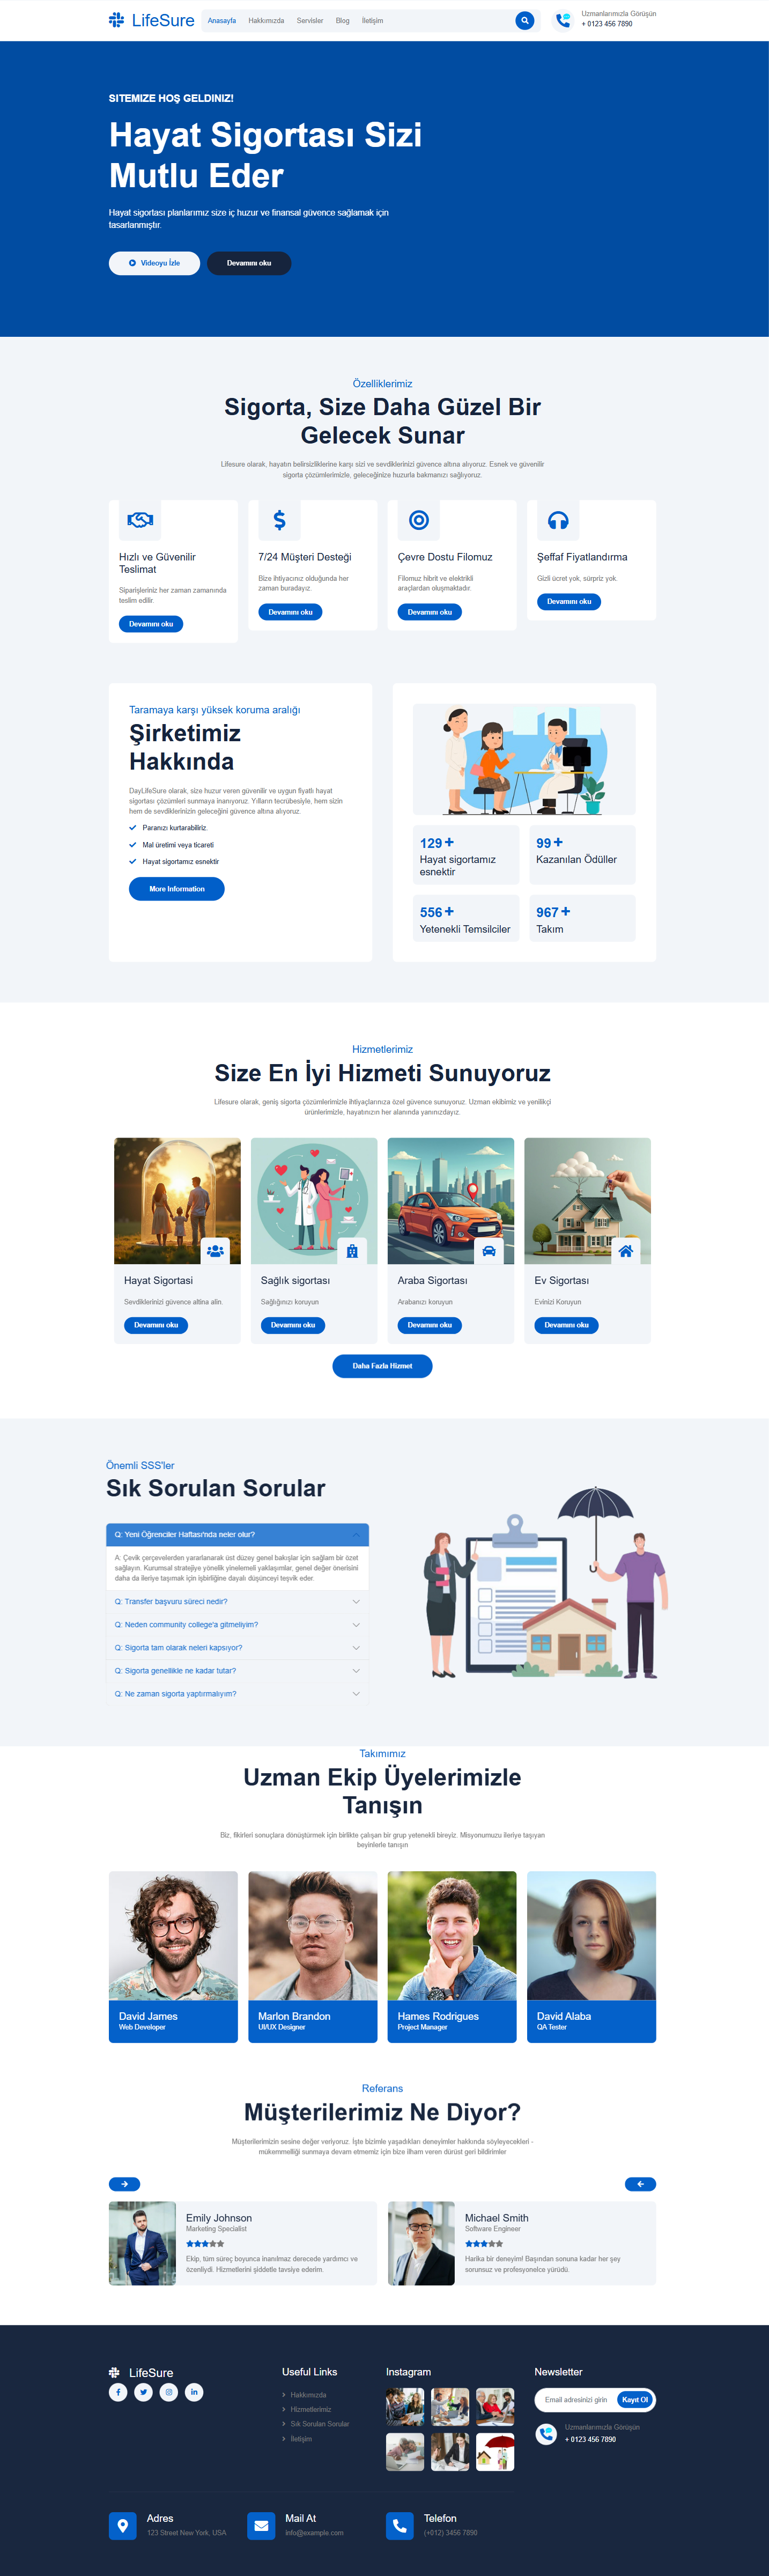 LifeSure
Anasayfa Hakkımızda Servisler Blog İletişim
Uzmanlarımızla Görüşün
+ 0123 456 7890
SITEMIZE HOŞ GELDINIZ!
Hayat Sigortası Sizi
Mutlu Eder
Hayat sigortası planlarımız size iç huzur ve finansal güvence sağlamak için
tasarlanmıştır.
Videoyu İzle
Devamını oku
Özelliklerimiz
Sigorta, Size Daha Güzel Bir
Gelecek Sunar
Lifesure olarak, hayatın belirsizliklerine karşı sizi ve sevdiklerinizi güvence altına alıyoruz. Esnek ve güvenilir
sigorta çözümlerimizle, geleceğinize huzurla bakmanızı sağlıyoruz.
Hızlı ve Güvenilir
Teslimat
Siparişleriniz her zaman zamanında
teslim edilir.
Devamını oku
7/24 Müşteri Desteği
Bize ihtiyacınız olduğunda her
zaman buradayız.
Devamını oku
Çevre Dostu Filomuz
Filomuz hibrit ve elektrikli
araçlardan oluşmaktadır.
Devamını oku
Şeffaf Fiyatlandırma
Gizli ücret yok, sürpriz yok.
Devamını oku
Taramaya karşı yüksek koruma aralığı
Şirketimiz
Hakkında
DayLifeSure olarak, size huzur veren güvenilir ve uygun fiyatlı hayat
sigortası çözümleri sunmaya inanıyoruz. Yılların tecrübesiyle, hem sizin
hem de sevdiklerinizin geleceğini güvence altına alıyoruz.
Paranızı kurtarabiliriz.
Mal üretimi veya ticareti
Hayat sigortamız esnektir
More Information
129 +
Hayat sigortamız
esnektir
99 +
Kazanılan Ödüller
556 +
Yetenekli Temsilciler
967 +
Takım
Hizmetlerimiz
Size En İyi Hizmeti Sunuyoruz
Lifesure olarak, geniş sigorta çözümlerimizle ihtiyaçlarınıza özel güvence sunuyoruz. Uzman ekibimiz ve yenilikçi
ürünlerimizle, hayatınızın her alanında yanınızdayız.
Hayat Sigortasi
Sevdiklerinizi güvence altina alin.
Devamını oku
Sağlık sigortası
Sağlığınızı koruyun
Devamını oku
Araba Sigortası
Arabanızı koruyun
Devamını oku
Ev Sigortası
Evinizi Koruyun
Devamını oku
Daha Fazla Hizmet
Önemli SSS'ler
Sık Sorulan Sorular
Q: Yeni Öğrenciler Haftası'nda neler olur?
A: Çevik çerçevelerden yararlanarak üst düzey genel bakışlar için sağlam bir özet
sağlayın. Kurumsal stratejiye yönelik yinelemeli yaklaşımlar, genel değer önerisini
daha da ileriye taşımak için işbirliğine dayalı düşünceyi teşvik eder.
Q: Transfer başvuru süreci nedir?
Q: Neden community college'a gitmeliyim?
Q: Sigorta tam olarak neleri kapsıyor?
Q: Sigorta genellikle ne kadar tutar?
Q: Ne zaman sigorta yaptırmalıyım?
Takımımız
Uzman Ekip Üyelerimizle
Tanışın
Biz, fikirleri sonuçlara dönüştürmek için birlikte çalışan bir grup yetenekli bireyiz. Misyonumuzu ileriye taşıyan
beyinlerle tanışın
David James
Web Developer
Marlon Brandon
UI/UX Designer
Hames Rodrigues
Project Manager
David Alaba
QA Tester
Referans
Müşterilerimiz Ne Diyor?
Müşterilerimizin sesine değer veriyoruz. İşte bizimle yaşadıkları deneyimler hakkında söyleyecekleri -
mükemmelliği sunmaya devam etmemiz için bize ilham veren dürüst geri bildirimler
Emily Johnson
Marketing Specialist
Ekip, tüm süreç boyunca inanılmaz derecede yardımcı ve
özenliydi. Hizmetlerini şiddetle tavsiye ederim.
Michael Smith
Software Engineer
Harika bir deneyim! Başından sonuna kadar her şey
sorunsuz ve profesyonelce yürüdü.
LifeSure
Useful Links
Hakkımızda
Hizmetlerimiz
Sık Sorulan Sorular
İletişim
Instagram
Newsletter
Email adresinizi girin
Kayıt Ol
Uzmanlarımızla Görüşün
+ 0123 456 7890
Adres
123 Street New York, USA
Mail At
info@example.com
Telefon
(+012) 3456 7890